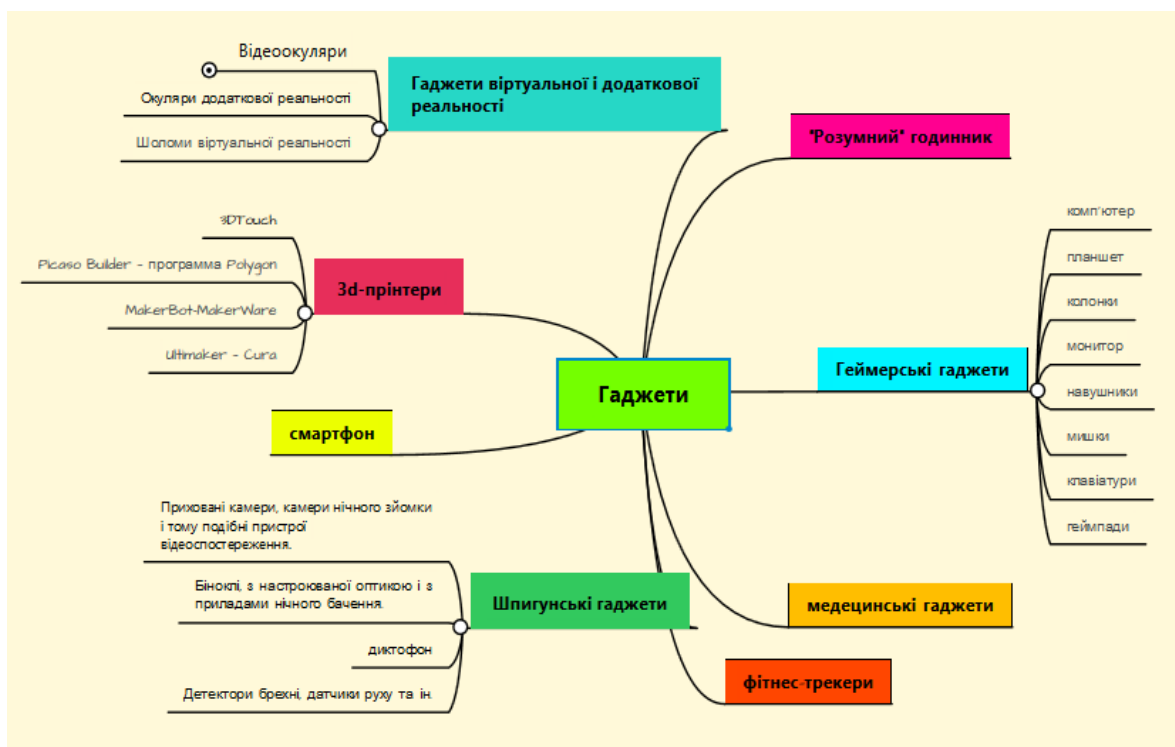 Відеоокуляри
Окуляри додаткової реальності
Шоломи віртуальної реальності
Гаджети віртуальної і додаткової
реальності
"Розумний" годинник
3DTouch
Picaso Builder - программа Polygon
MakerBot-MakerWare
Ultimaker - Cura
3d-прінтери
Гаджети
Геймерські гаджети
комп'ютер
планшет
колонки
монитор
навушники
мишки
клавіатури
геймпади
смартфон
Приховані камери, камери нічного зйомки
і тому подібні пристрої
відеоспостереження.
Біноклі, з настроюваної оптикою і з
приладами нічного бачення.
диктофон
Детектори брехні, датчики руху та ін.
Шпигунські гаджети
медецинські гаджети
фітнес-трекери